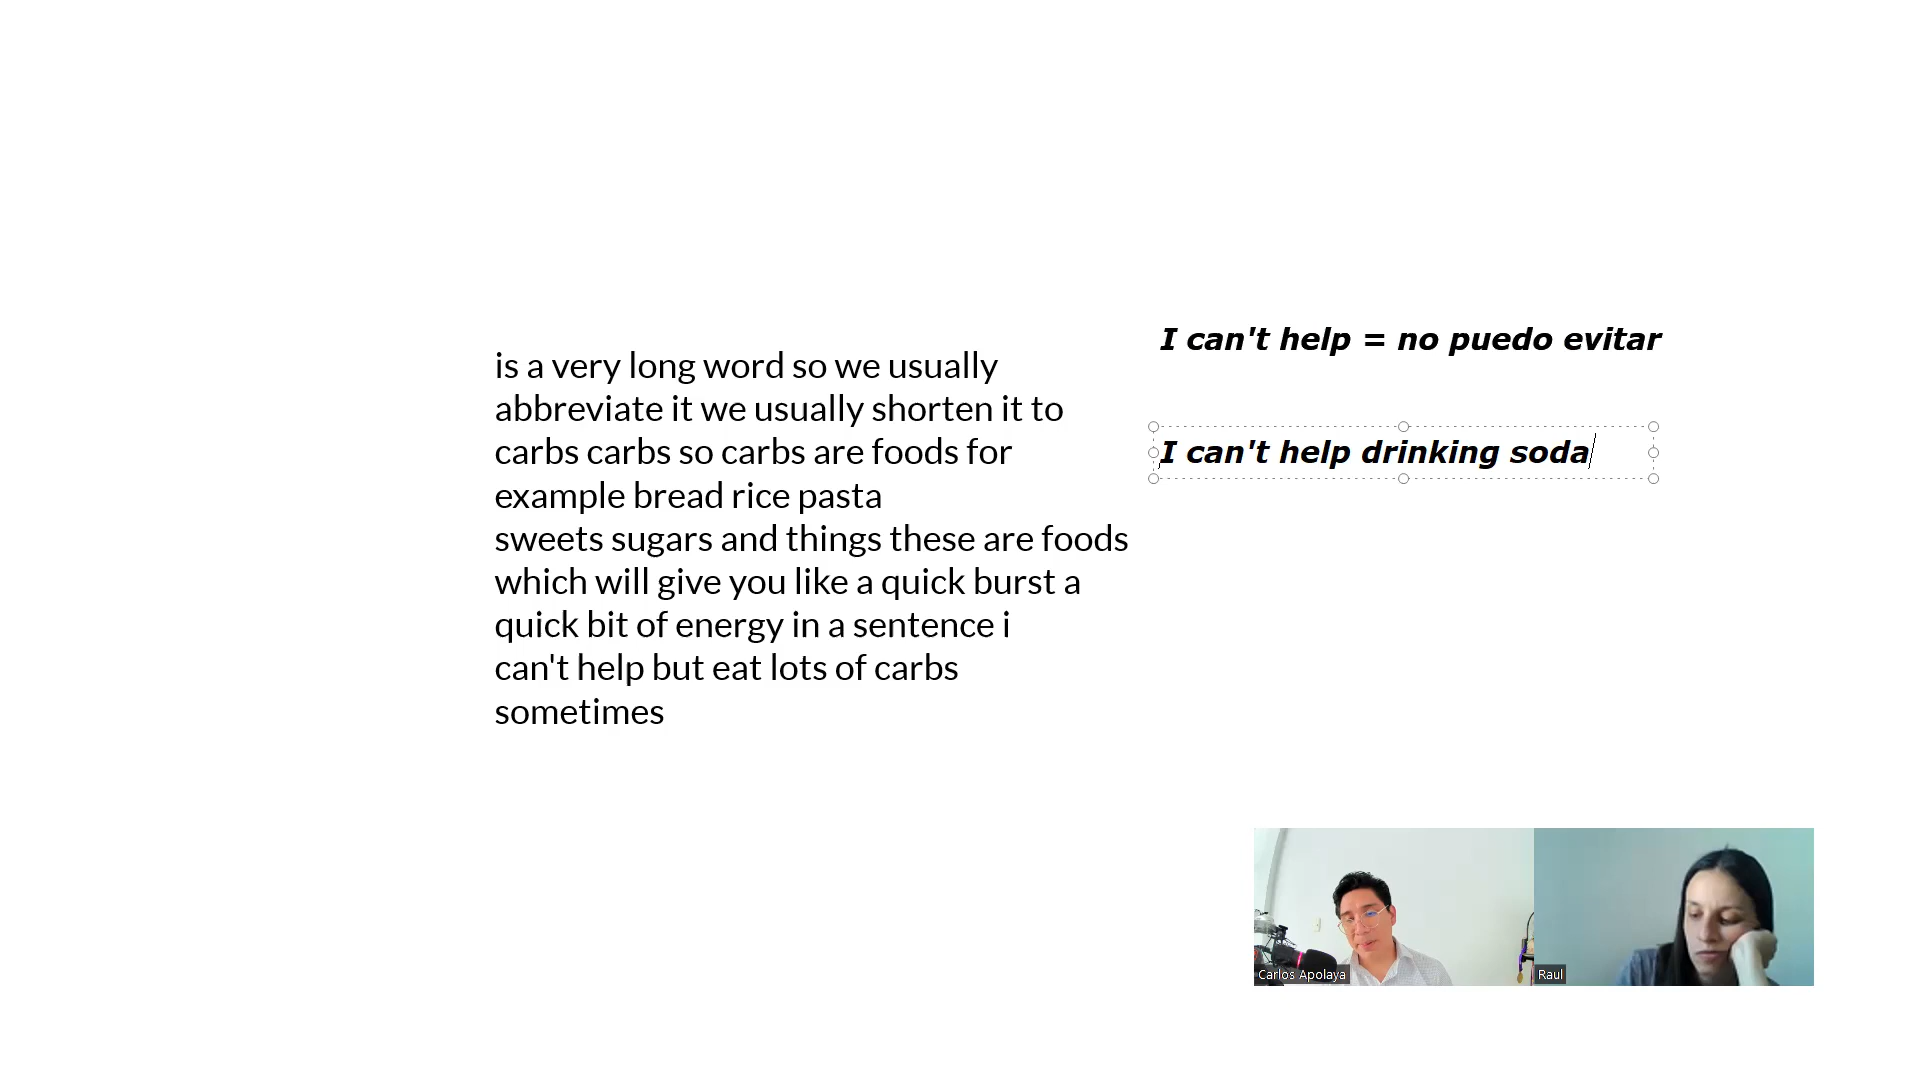 is a very long word so we usually
abbreviate it we usually shorten it to
carbs carbs so carbs are foods for
example bread rice pasta
sweets sugars and things these are foods
which will give you like a quick burst a
quick bit of energy in a sentence i
can't help but eat lots of carbs
sometimes
I can't help = no puedo evitar
I can't help drinking soda
Carlos Apolaya
Raul